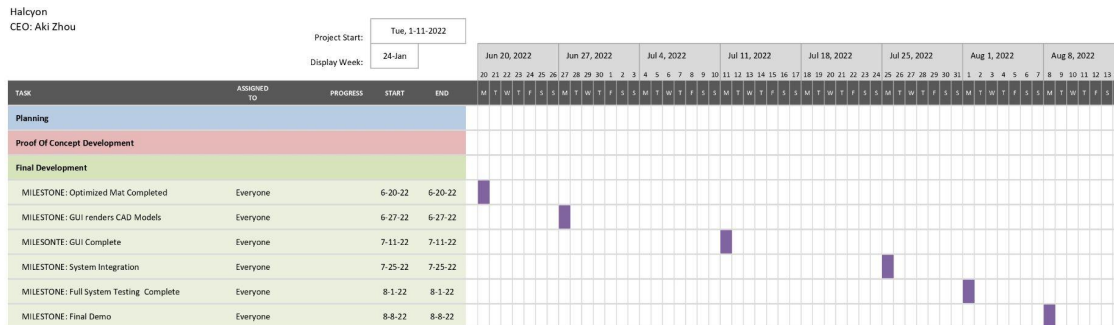 Halcyon
CEO: Aki Zhou
Project Start: Tue, 1-11-2022
Display Week: 24-Jan
Jun 20, 2022 Jun 27, 2022 Jul 4, 2022 Jul 11, 2022 Jul 18, 2022 Jul 25, 2022 Aug 1, 2022 Aug 8, 2022
20 21 22 23 24 25 26 27 28 29 30 1 2 3 4 5 6 7 8 9 10 11 12 13 14 15 16 17 18 19 20 21 22 23 24 25 26 27 28 29 30 31 1 2 3 4 5 6 7 8 9 10 11 12 13
TASK ASSIGNED TO PROGRESS START END M T W T F S S M T W T F S S M T W T F S S M T W T F S S M T W T F S S M T W T F S S M T W T F S S M T W T F S
Planning
Proof Of Concept Development
Final Development
MILESTONE: Optimized Mat Completed Everyone 6-20-22 6-20-22
MILESTONE: GUI renders CAD Models Everyone 6-27-22 6-27-22
MILESONTE: GUI Complete Everyone 7-11-22 7-11-22
MILESTONE: System Integration Everyone 7-25-22 7-25-22
MILESTONE: Full System Testing Complete Everyone 8-1-22 8-1-22
MILESTONE: Final Demo Everyone 8-8-22 8-8-22